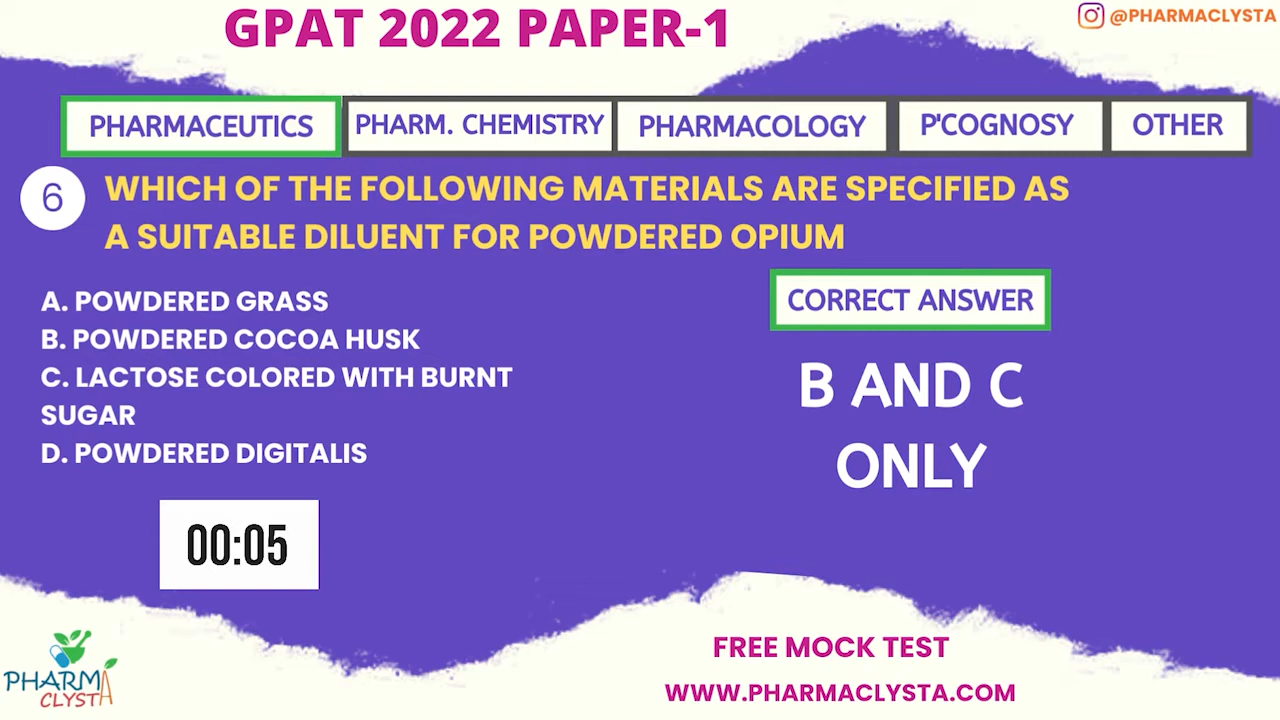 GPAT 2022 PAPER-1
@PHARMACLYSTA
PHARMACEUTICS
PHARM. CHEMISTRY
PHARMACOLOGY
P'COGNOSY
OTHER
6
WHICH OF THE FOLLOWING MATERIALS ARE SPECIFIED AS
A SUITABLE DILUENT FOR POWDERED OPIUM
A. POWDERED GRASS
B. POWDERED COCOA HUSK
C. LACTOSE COLORED WITH BURNT
SUGAR
D. POWDERED DIGITALIS
CORRECT ANSWER
B AND C
ONLY
00:05
PHARMA
CLYSTA
FREE MOCK TEST
WWW.PHARMACLYSTA.COM